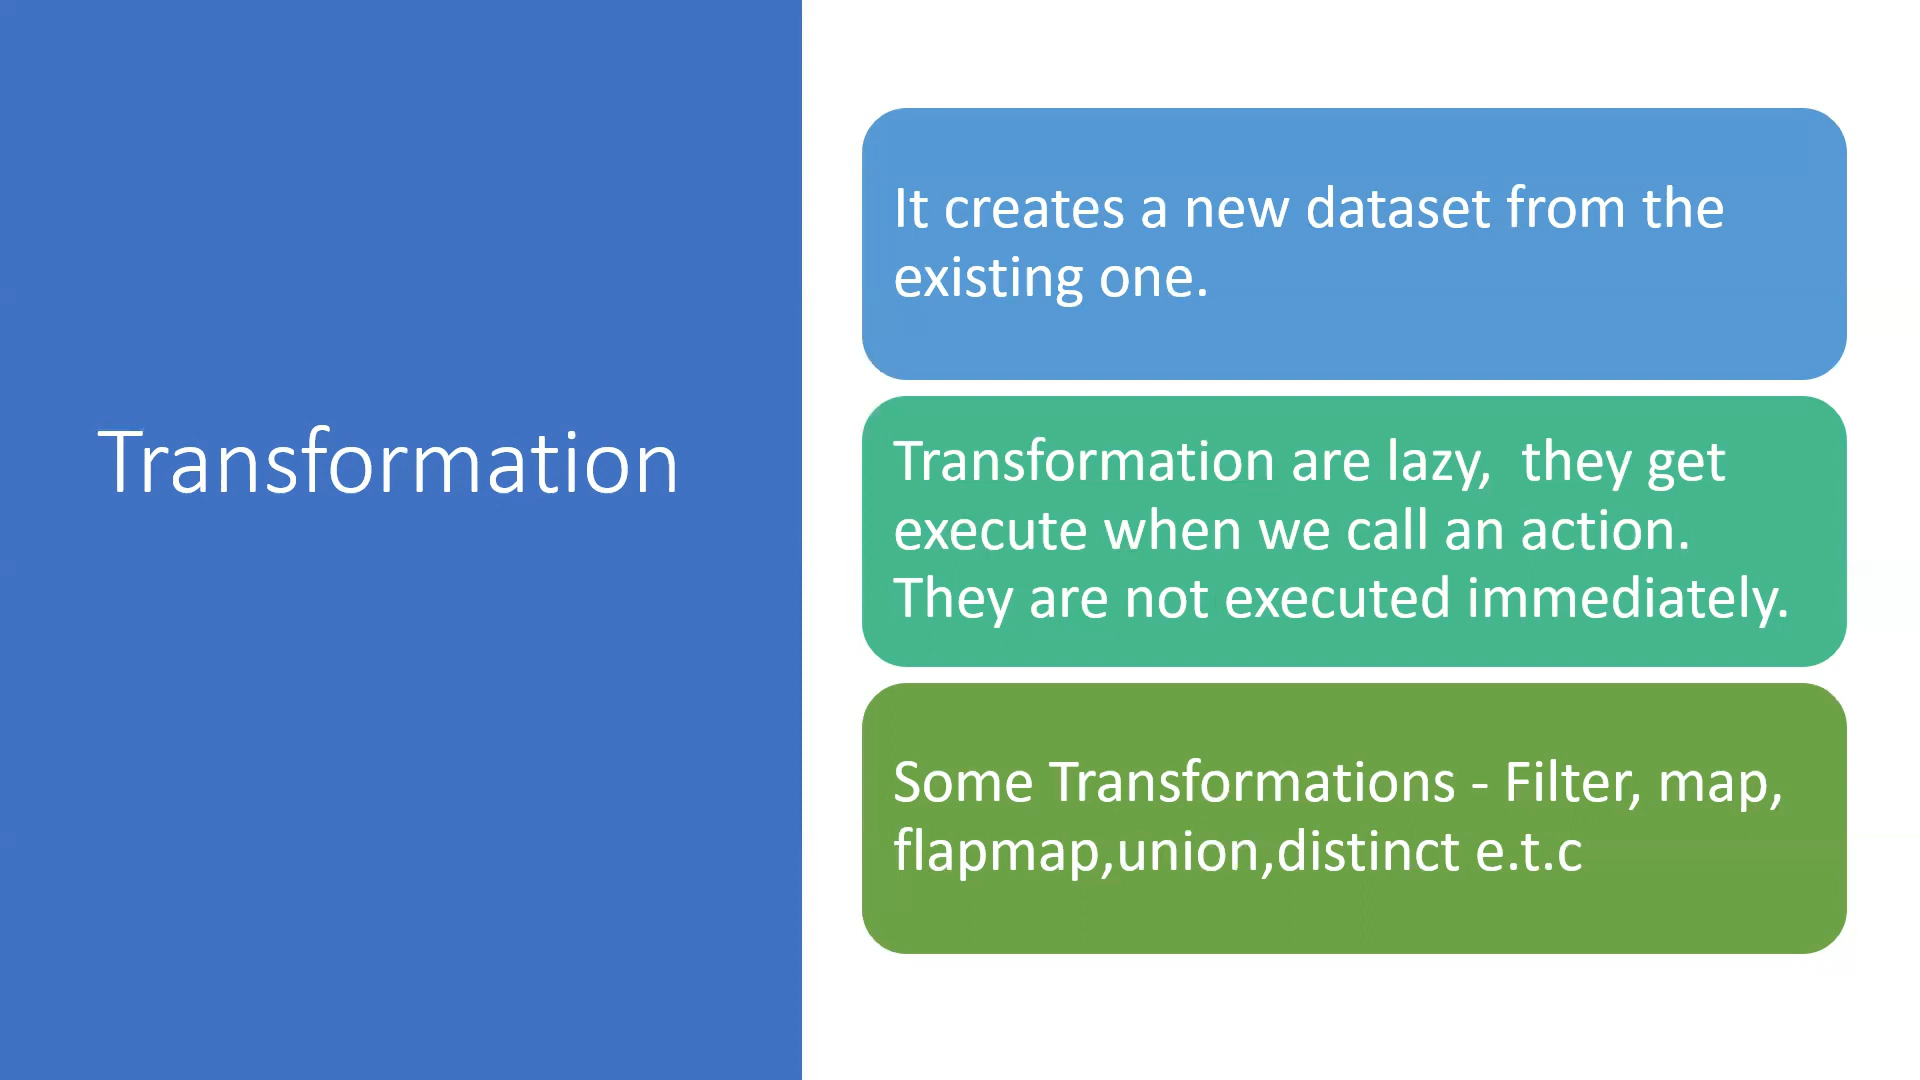 Transformation
It creates a new dataset from the
existing one.
Transformation are lazy,  they get
execute when we call an action.
They are not executed immediately.
Some Transformations - Filter, map,
flapmap,union,distinct e.t.c